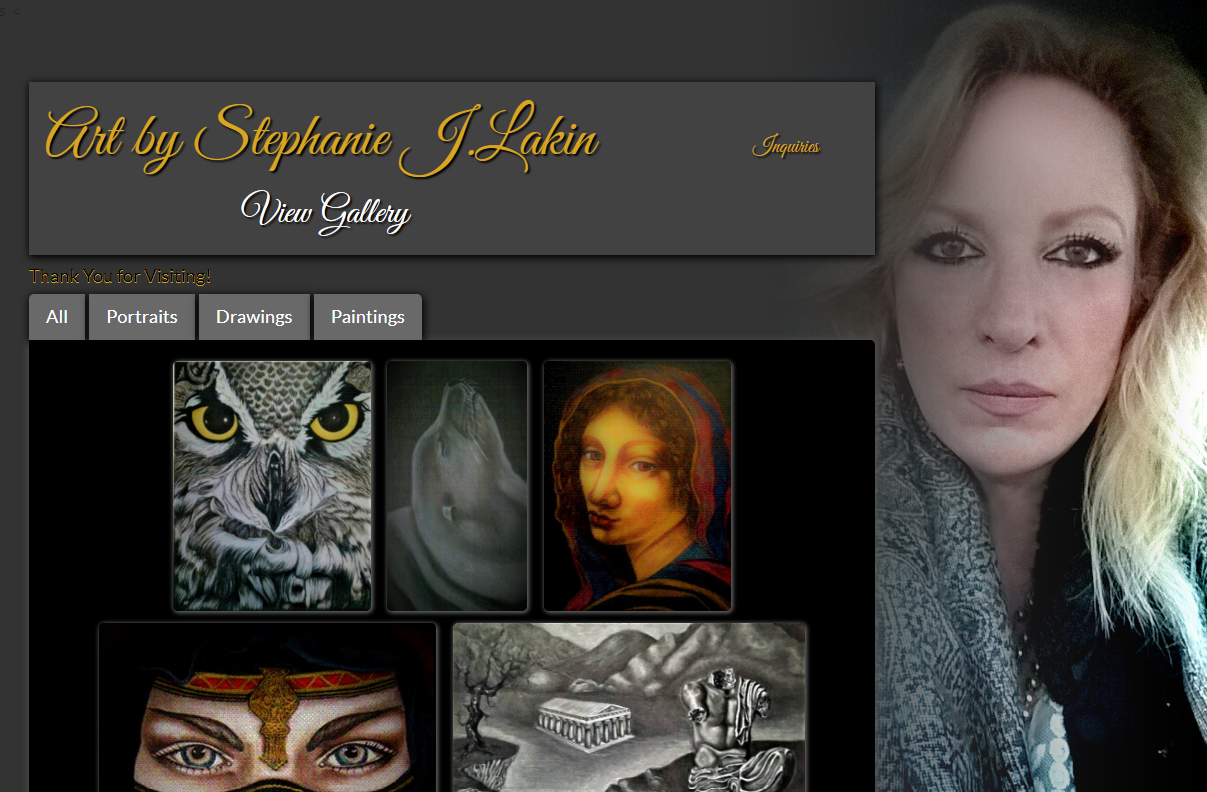 s <
Art by Stephanie J.Lakin
Inquiries
View Gallery
Thank You for Visiting!
All Portraits Drawings Paintings